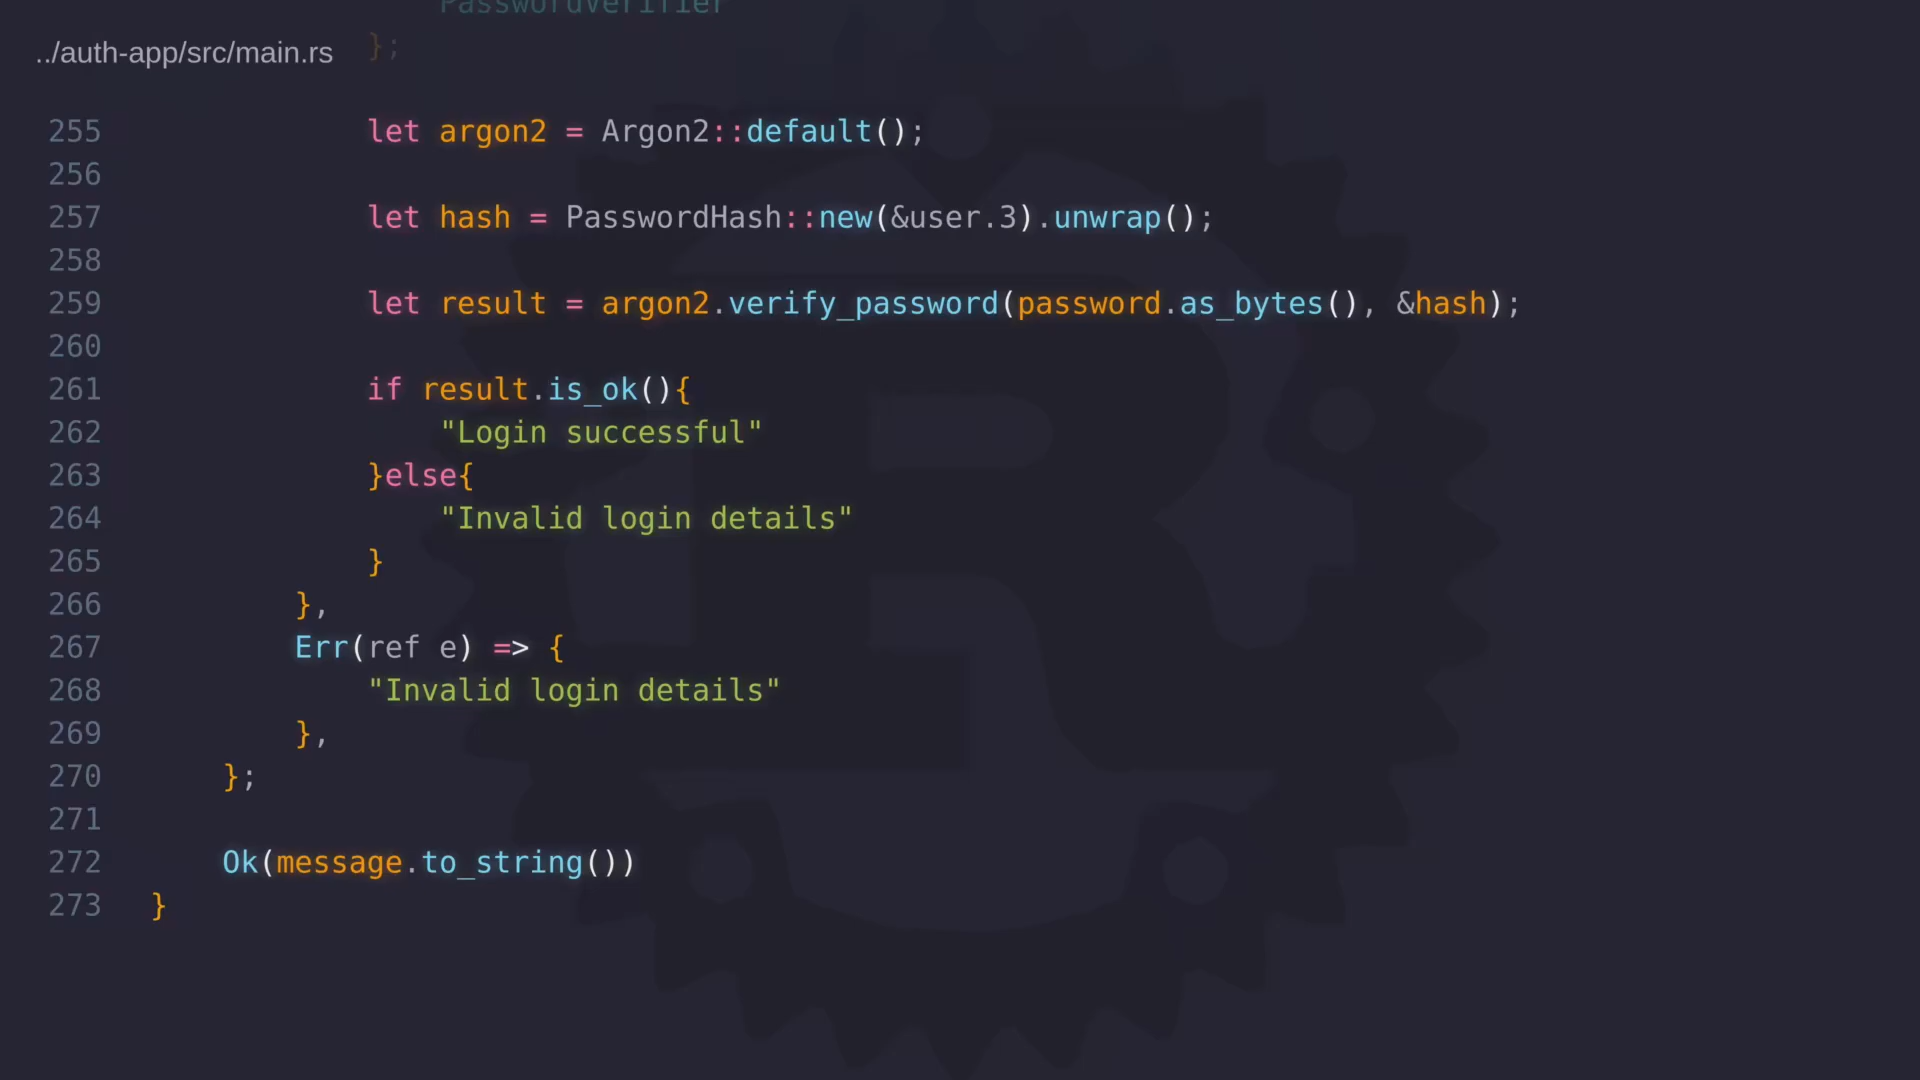 PasswordVerifier
../auth-app/src/main.rs };
255 let argon2 = Argon2::default();
256
257 let hash = PasswordHash::new(&user.3).unwrap();
258
259 let result = argon2.verify_password(password.as_bytes(), &hash);
260
261 if result.is_ok(){
262 "Login successful"
263 }else{
264 "Invalid login details"
265 }
266 },
267 Err(ref e) => {
268 "Invalid login details"
269 },
270 };
271
272 Ok(message.to_string())
273 }